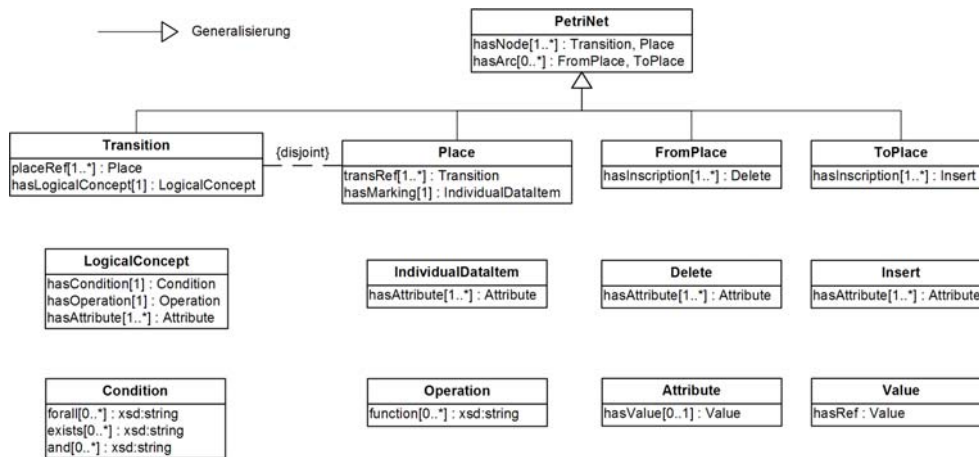 Generalisierung
PetriNet
hasNode[1..*] : Transition, Place
hasArc[0..*] : FromPlace, ToPlace
Transition
placeRef[1..*] : Place
hasLogicalConcept[1] : LogicalConcept
{disjoint}
Place
transRef[1..*] : Transition
hasMarking[1] : IndividualDataItem
FromPlace
hasInscription[1..*] : Delete
ToPlace
hasInscription[1..*] : Insert
LogicalConcept
hasCondition[1] : Condition
hasOperation[1] : Operation
hasAttribute[1..*] : Attribute
IndividualDataItem
hasAttribute[1..*] : Attribute
Delete
hasAttribute[1..*] : Attribute
Insert
hasAttribute[1..*] : Attribute
Condition
forall[0..*] : xsd:string
exists[0..*] : xsd:string
and[0..*] : xsd:string
Operation
function[0..*] : xsd:string
Attribute
hasValue[0..1] : Value
Value
hasRef : Value